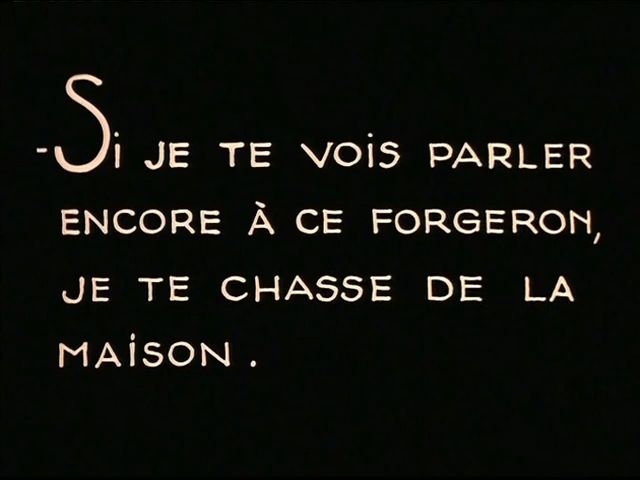 -Si JE TE VOiS PARLER
ENCORE À CE FORGERON,
JE TE CHASSE DE LA
MAiSON.